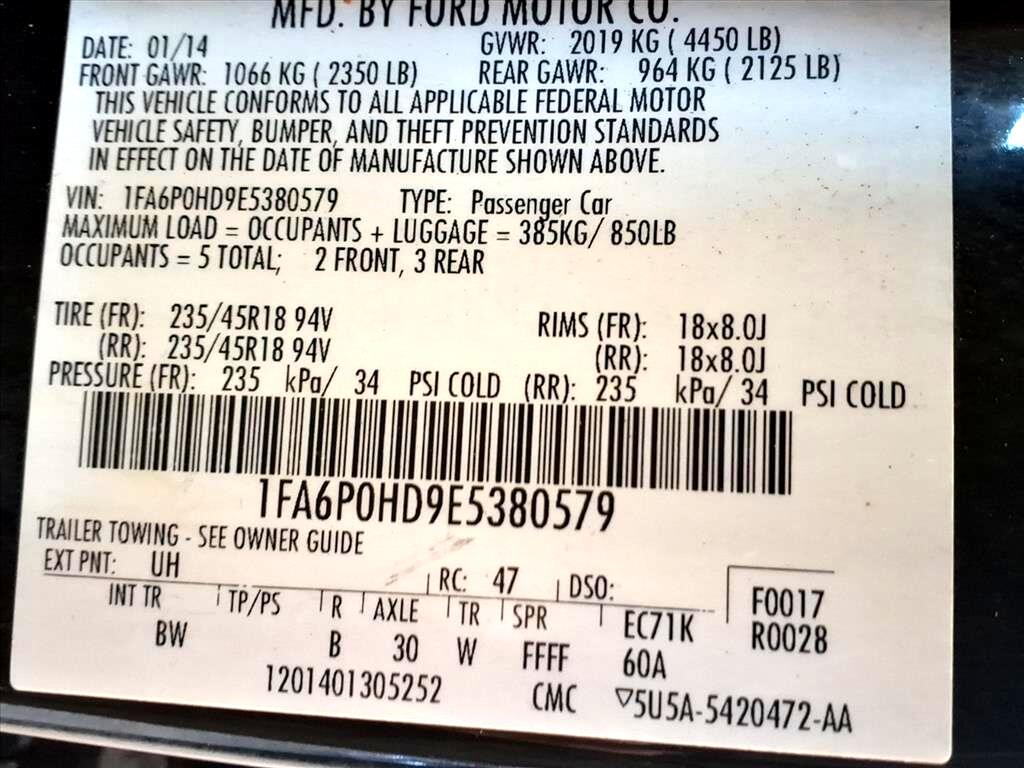 MFD. BY FORD MOTOR CO.
DATE: 01/14 GVWR: 2019 KG ( 4450 LB)
FRONT GAWR: 1066 KG ( 2350 LB) REAR GAWR: 964 KG ( 2125 LB)
THIS VEHICLE CONFORMS TO ALL APPLICABLE FEDERAL MOTOR
VEHICLE SAFETY, BUMPER, AND THEFT PREVENTION STANDARDS
IN EFFECT ON THE DATE OF MANUFACTURE SHOWN ABOVE.
VIN: 1FA6P0HD9E5380579 TYPE: Passenger Car
MAXIMUM LOAD = OCCUPANTS + LUGGAGE = 385KG/ 850LB
OCCUPANTS = 5 TOTAL; 2 FRONT, 3 REAR
TIRE (FR): 235/45R18 94V RIMS (FR): 18x8.0J
(RR): 235/45R18 94V (RR): 18x8.0J
PRESSURE (FR): 235 kPa/ 34 PSI COLD (RR): 235 kPa/ 34 PSI COLD
1FA6P0HD9E5380579
TRAILER TOWING - SEE OWNER GUIDE
EXT PNT: UH RC: 47 DSO: F0017
INT TR TP/PS R AXLE TR SPR EC71K R0028
BW B 30 W FFFF 60A
1201401305252 CMC ▽5U5A-5420472-AA